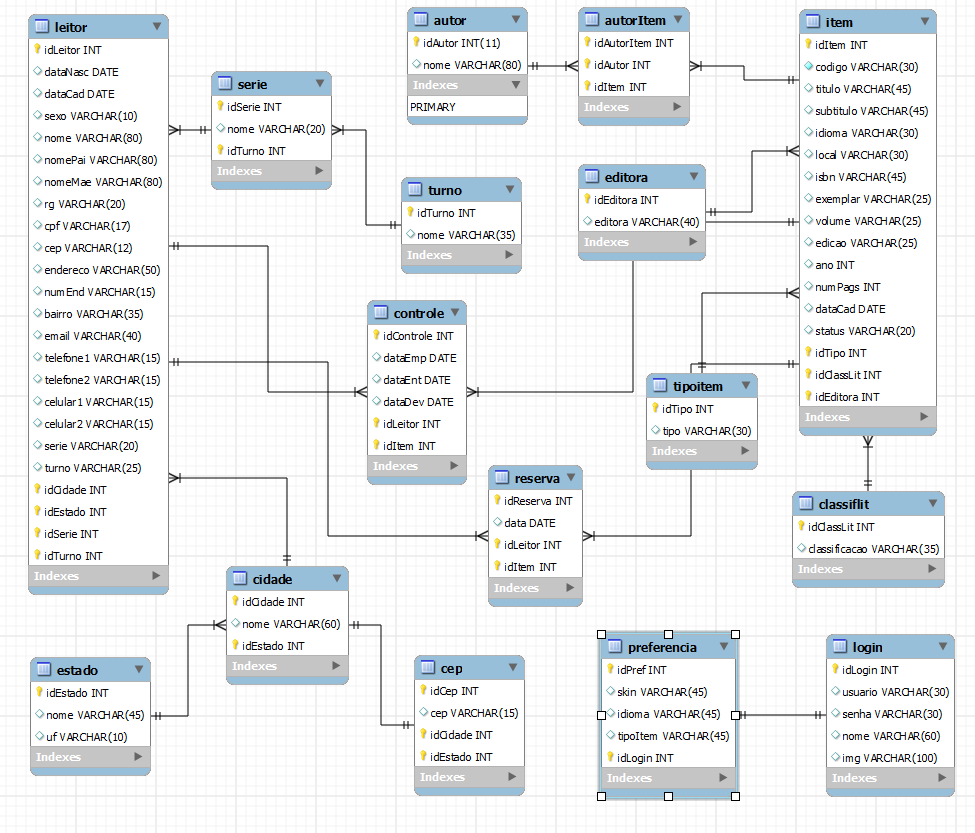 leitor
idLeitor INT
dataNasc DATE
dataCad DATE
sexo VARCHAR(10)
nome VARCHAR(80)
nomePai VARCHAR(80)
nomeMae VARCHAR(80)
rg VARCHAR(20)
cpf VARCHAR(17)
cep VARCHAR(12)
endereco VARCHAR(50)
numEnd VARCHAR(15)
bairro VARCHAR(35)
email VARCHAR(40)
telefone1 VARCHAR(15)
telefone2 VARCHAR(15)
celular1 VARCHAR(15)
celular2 VARCHAR(15)
serie VARCHAR(20)
turno VARCHAR(25)
idCidade INT
idEstado INT
idSerie INT
idTurno INT
Indexes
serie
idSerie INT
nome VARCHAR(20)
idTurno INT
Indexes
autor
idAutor INT(11)
nome VARCHAR(80)
Indexes
PRIMARY
autorItem
idAutorItem INT
idAutor INT
idItem INT
Indexes
item
idItem INT
codigo VARCHAR(30)
titulo VARCHAR(45)
subtitulo VARCHAR(45)
idioma VARCHAR(30)
local VARCHAR(30)
isbn VARCHAR(45)
exemplar VARCHAR(25)
volume VARCHAR(25)
edicao VARCHAR(25)
ano INT
numPags INT
dataCad DATE
status VARCHAR(20)
idTipo INT
idClassLit INT
idEditora INT
Indexes
turno
idTurno INT
nome VARCHAR(35)
Indexes
editora
idEditora INT
editora VARCHAR(40)
Indexes
controle
idControle INT
dataEmp DATE
dataEnt DATE
dataDev DATE
idLeitor INT
idItem INT
Indexes
tipoitem
idTipo INT
tipo VARCHAR(30)
Indexes
reserva
idReserva INT
data DATE
idLeitor INT
idItem INT
Indexes
classiflit
idClassLit INT
classificacao VARCHAR(35)
Indexes
cidade
idCidade INT
nome VARCHAR(60)
idEstado INT
Indexes
estado
idEstado INT
nome VARCHAR(45)
uf VARCHAR(10)
Indexes
cep
idCep INT
cep VARCHAR(15)
idCidade INT
idEstado INT
Indexes
preferencia
idPref INT
skin VARCHAR(45)
idioma VARCHAR(45)
tipoItem VARCHAR(45)
idLogin INT
Indexes
login
idLogin INT
usuario VARCHAR(30)
senha VARCHAR(30)
nome VARCHAR(60)
img VARCHAR(100)
Indexes